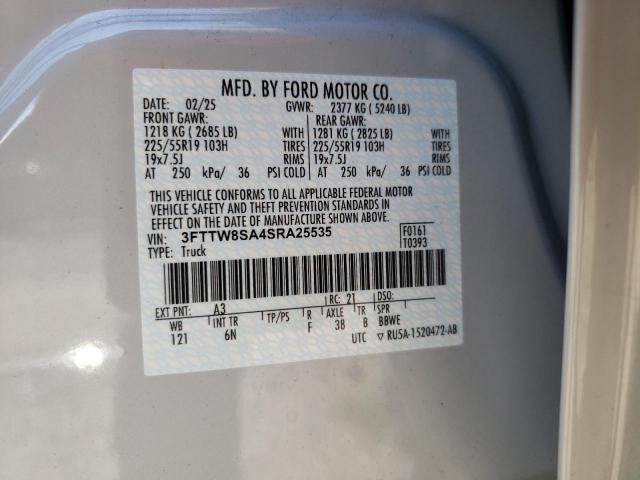 MFD. BY FORD MOTOR CO.
DATE: 02/25 GVWR: 2377 KG ( 5240 LB)
FRONT GAWR: REAR GAWR:
1218 KG ( 2685 LB) WITH 1281 KG ( 2825 LB) WITH
225/55R19 103H TIRES 225/55R19 103H TIRES
19x7.5J RIMS 19x7.5J RIMS
AT 250 kPa/ 36 PSI COLD AT 250 kPa/ 36 PSI COLD
THIS VEHICLE CONFORMS TO ALL APPLICABLE FEDERAL MOTOR
VEHICLE SAFETY AND THEFT PREVENTION STANDARDS IN
EFFECT ON THE DATE OF MANUFACTURE SHOWN ABOVE.
VIN: 3FTTW8SA4SRA25535 F0161
TYPE: Truck T0393
EXT PNT: A3 RC: 21 DSO:
WB INT TR TP/PS R AXLE TR SPR
121 6N F 38 8 BBWE
UTC ▽ RU5A-1520472-AB